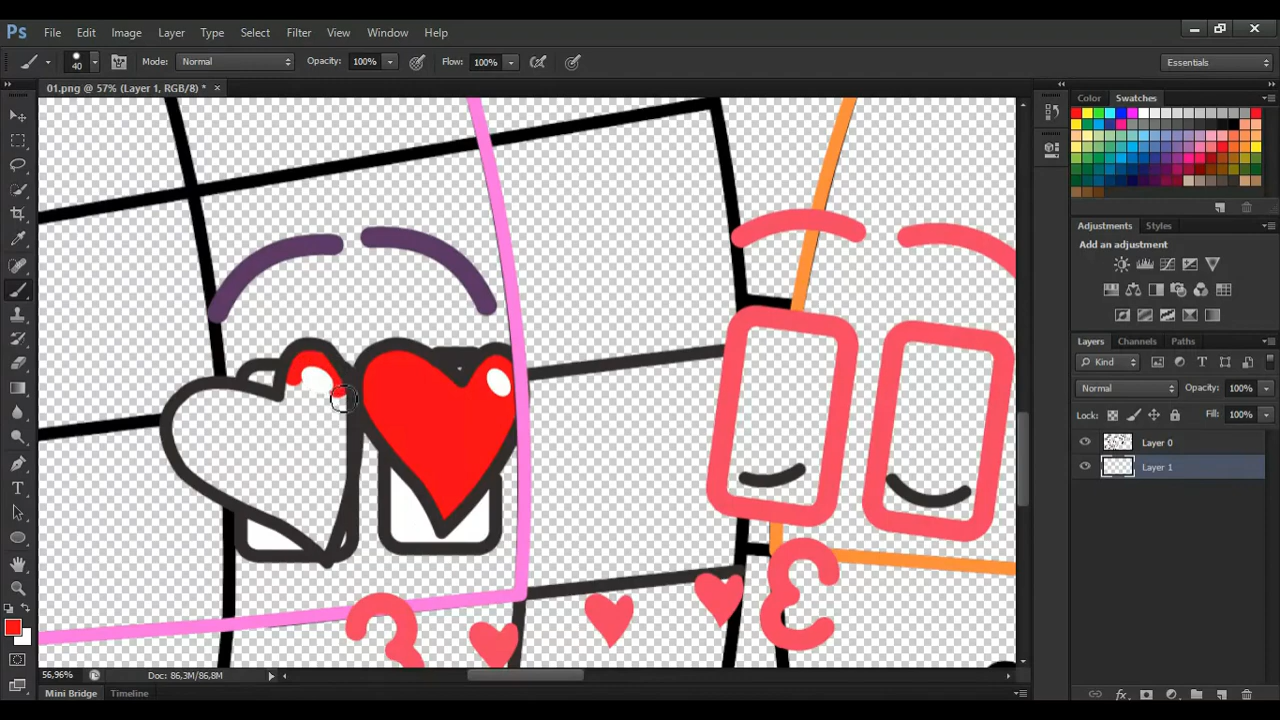 Ps File Edit Image Layer Type Select Filter View Window Help
40 Mode: Normal Opacity: 100% Flow: 100% Essentials
01.png @ 57% (Layer 1, RGB/8) * ×
Color Swatches
Adjustments Styles
Add an adjustment
Layers Channels Paths
Kind
Normal Opacity: 100%
Lock: Fill: 100%
Layer 0
Layer 1
56,96% Doc: 86,3M/86,8M
Mini Bridge Timeline